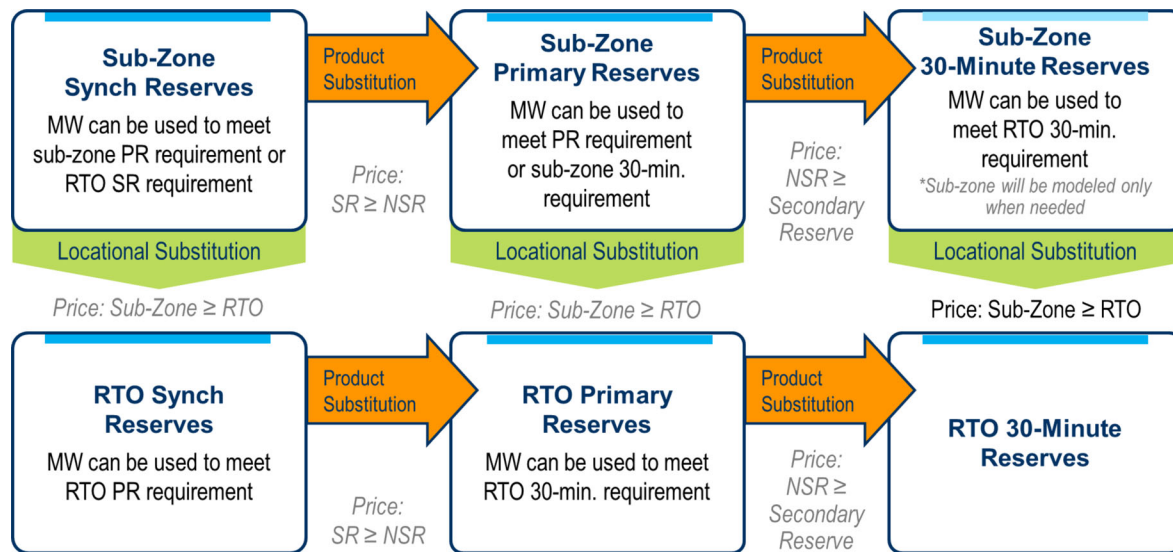 Sub-Zone
Synch Reserves
MW can be used to meet
sub-zone PR requirement or
RTO SR requirement
Product
Substitution
Price:
SR ≥ NSR
Sub-Zone
Primary Reserves
MW can be used to
meet PR requirement
or sub-zone 30-min.
requirement
Product
Substitution
Price:
NSR ≥
Secondary
Reserve
Sub-Zone
30-Minute Reserves
MW can be used to
meet RTO 30-min.
requirement
*Sub-zone will be modeled only
when needed
Locational Substitution
Locational Substitution
Locational Substitution
Price: Sub-Zone ≥ RTO
Price: Sub-Zone ≥ RTO
Price: Sub-Zone ≥ RTO
RTO Synch
Reserves
MW can be used to meet
RTO PR requirement
Product
Substitution
Price:
SR ≥ NSR
RTO Primary
Reserves
MW can be used to meet
RTO 30-min. requirement
Product
Substitution
Price:
NSR ≥
Secondary
Reserve
RTO 30-Minute
Reserves